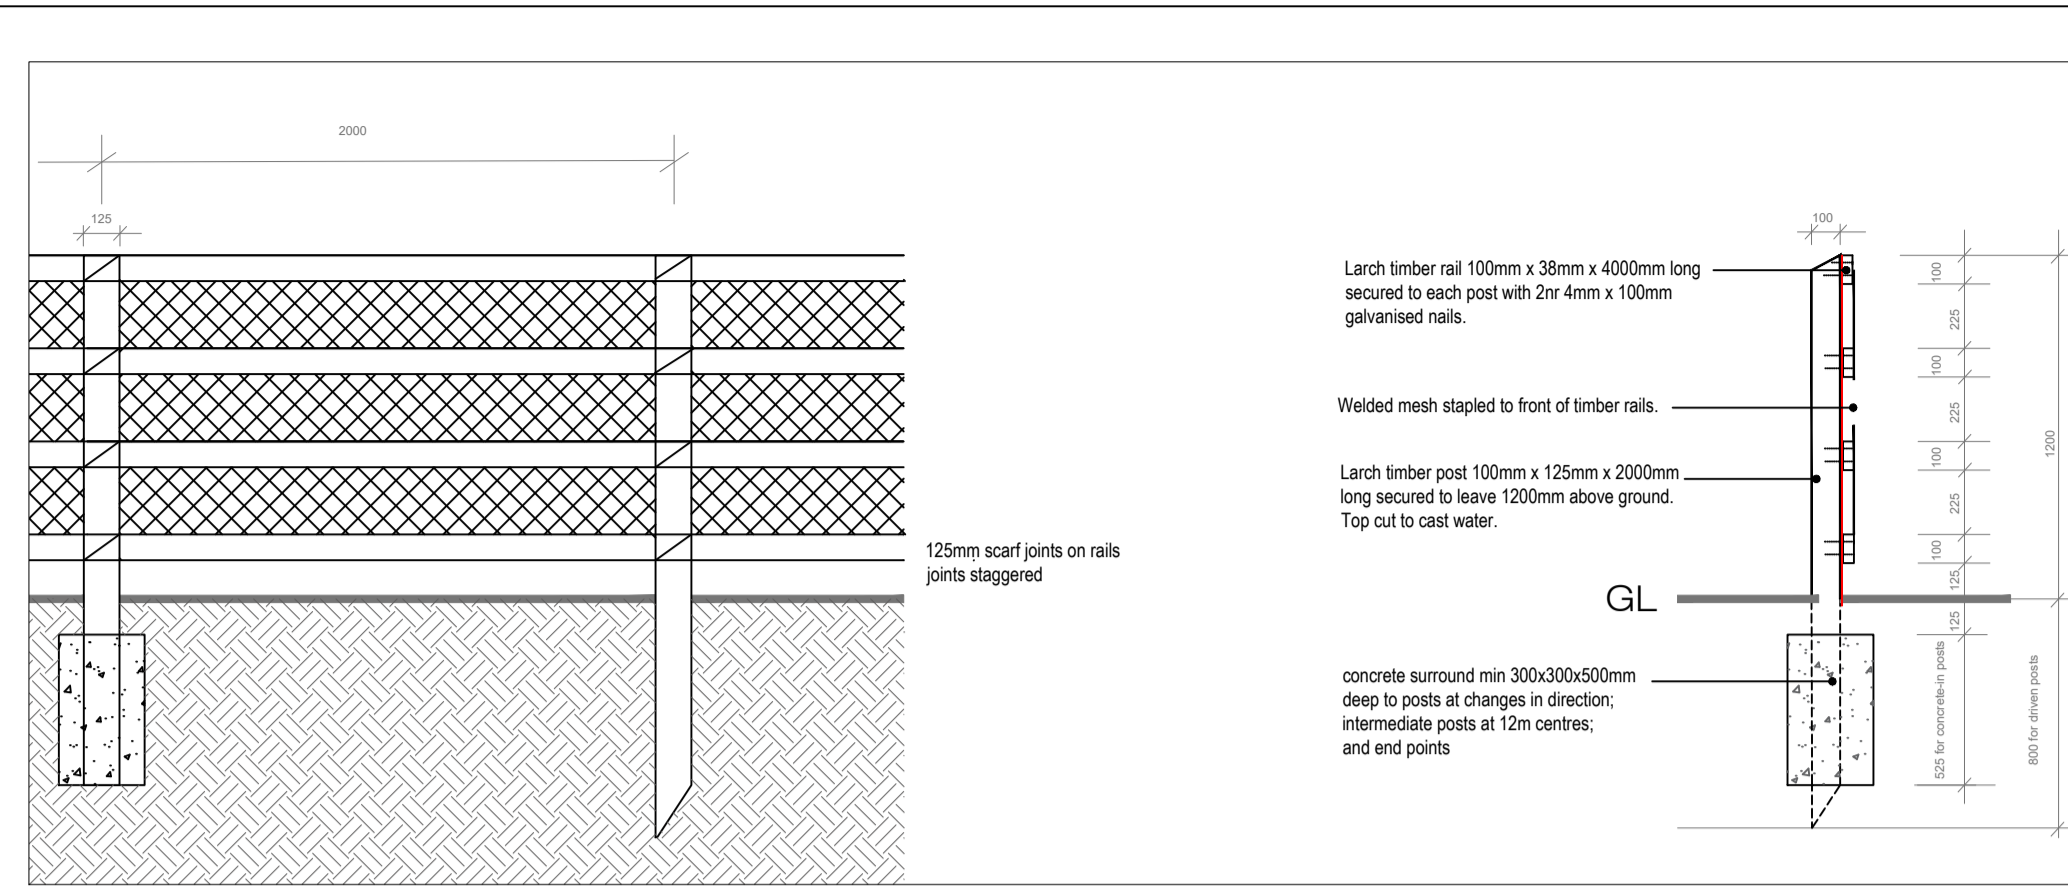 2000
125
125mm scarf joints on rails
joints staggered
100
Larch timber rail 100mm x 38mm x 4000mm long
secured to each post with 2nr 4mm x 100mm
galvanised nails.
Welded mesh stapled to front of timber rails.
Larch timber post 100mm x 125mm x 2000mm
long secured to leave 1200mm above ground.
Top cut to cast water.
GL
concrete surround min 300x300x500mm
deep to posts at changes in direction;
intermediate posts at 12m centres;
and end points
100
225
100
225
100
225
100
125
125
525 for concrete-in posts
1200
800 for driven posts